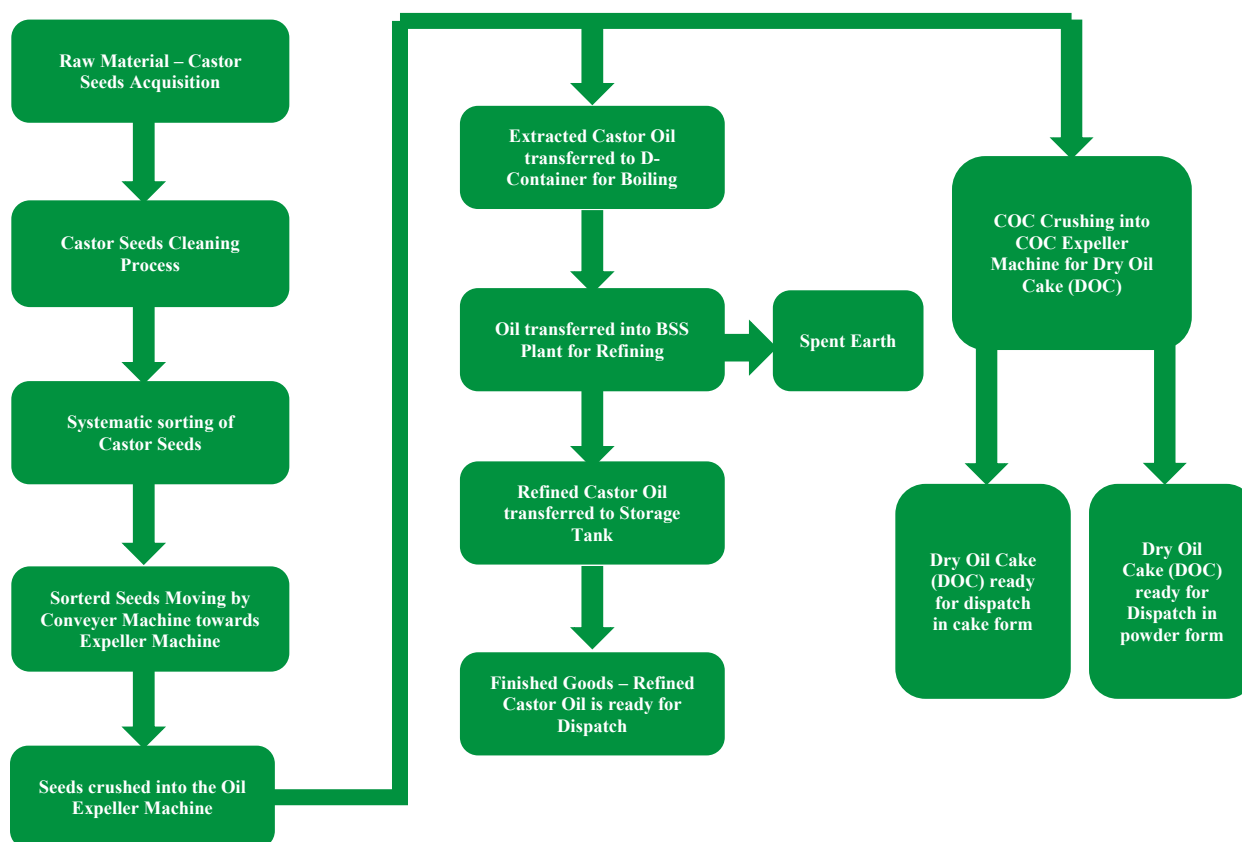 Raw Material – Castor
Seeds Acquisition
Castor Seeds Cleaning
Process
Systematic sorting of
Castor Seeds
Sorterd Seeds Moving by
Conveyer Machine towards
Expeller Machine
Seeds crushed into the Oil
Expeller Machine
Extracted Castor Oil
transferred to D-
Container for Boiling
Oil transferred into BSS
Plant for Refining
Spent Earth
Refined Castor Oil
transferred to Storage
Tank
Finished Goods – Refined
Castor Oil is ready for
Dispatch
COC Crushing into
COC Expeller
Machine for Dry Oil
Cake (DOC)
Dry Oil Cake
(DOC) ready
for dispatch
in cake form
Dry Oil
Cake (DOC)
ready for
Dispatch in
powder form